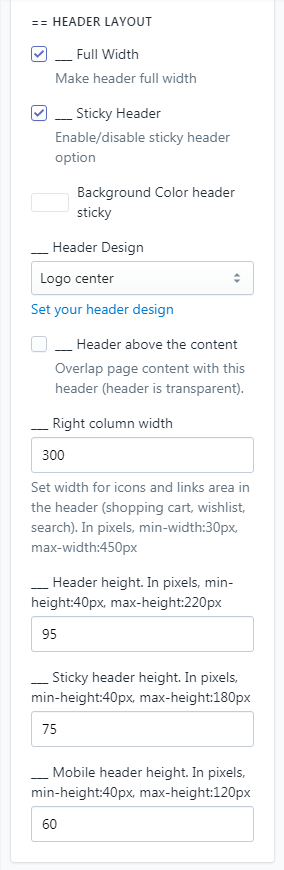 == HEADER LAYOUT
___ Full Width
Make header full width
___ Sticky Header
Enable/disable sticky header
option
Background Color header
sticky
___ Header Design
Logo center
Set your header design
___ Header above the content
Overlap page content with this
header (header is transparent).
___ Right column width
300
Set width for icons and links area in
the header (shopping cart, wishlist,
search). In pixels, min-width:30px,
max-width:450px
___ Header height. In pixels, min-
height:40px, max-height:220px
95
___ Sticky header height. In pixels,
min-height:40px, max-height:180px
75
___ Mobile header height. In pixels,
min-height:40px, max-height:120px
60